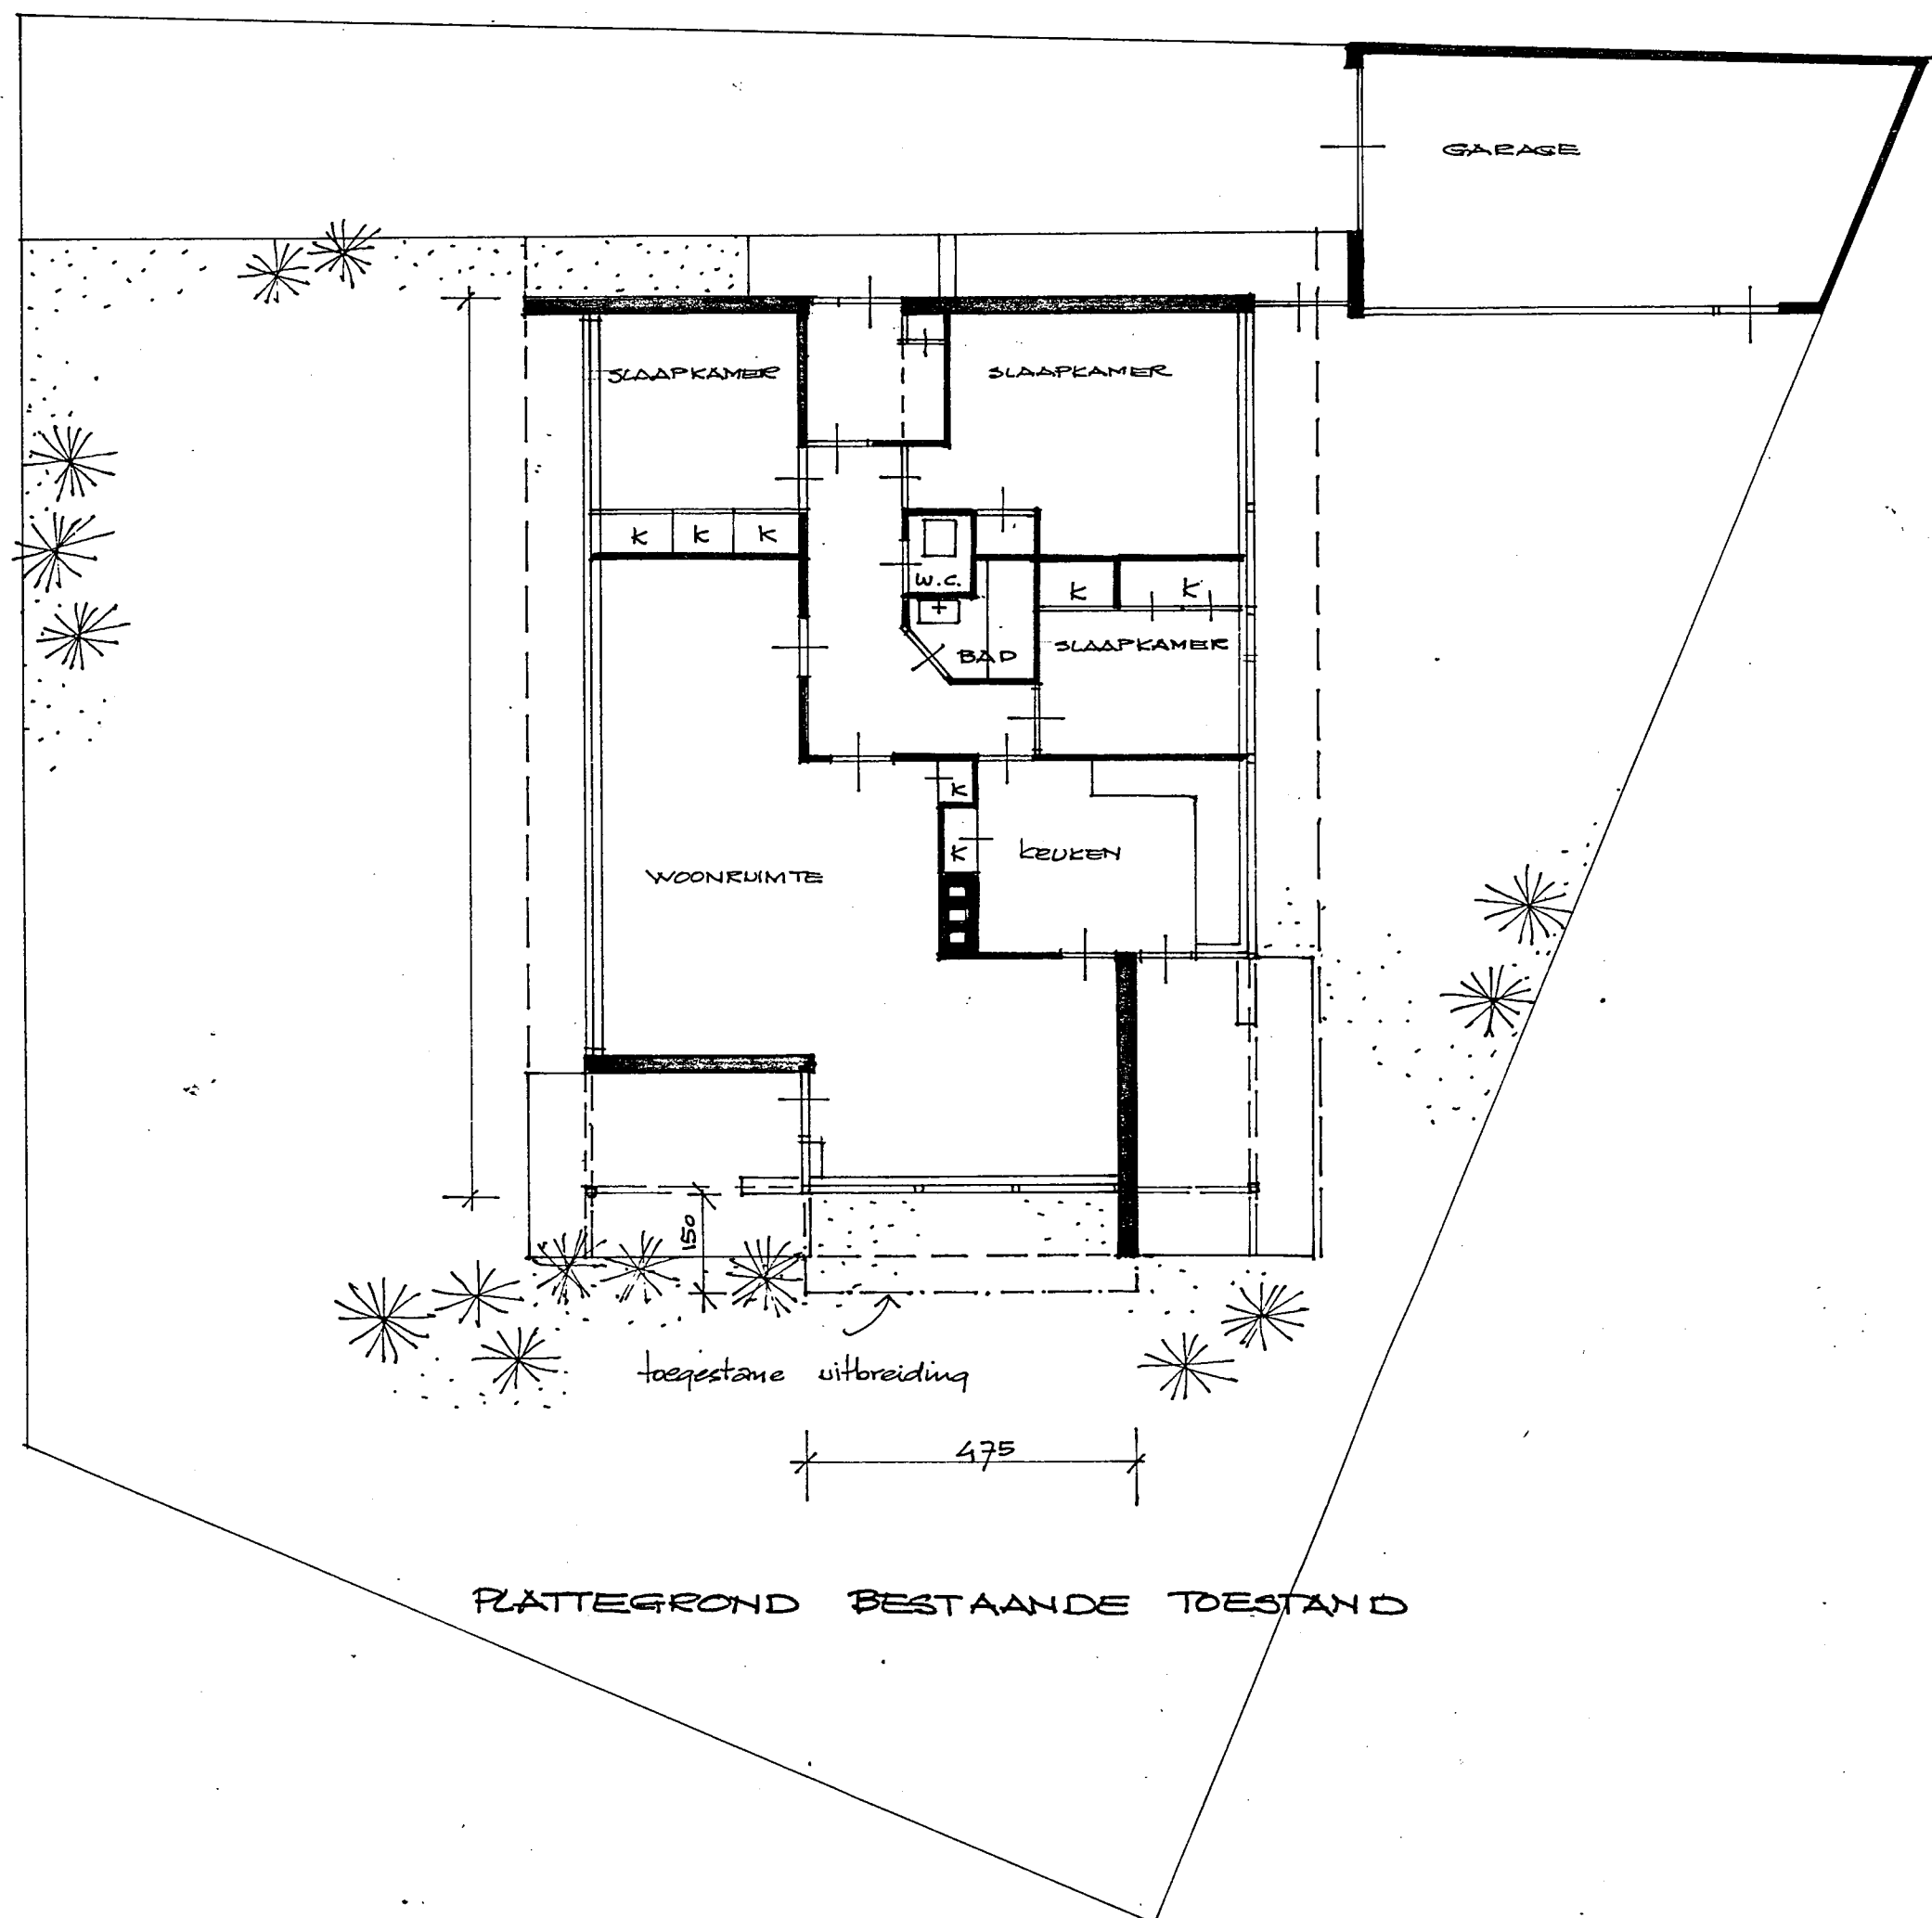 GARAGE
SLAAPKAMER
SLAAPKAMER
K K K
W.C.
K K
BAD
SLAAPKAMER
K
K
KEUKEN
WOONRUIMTE
150
toegestane uitbreiding
475
PLATTEGROND BESTAANDE TOESTAND